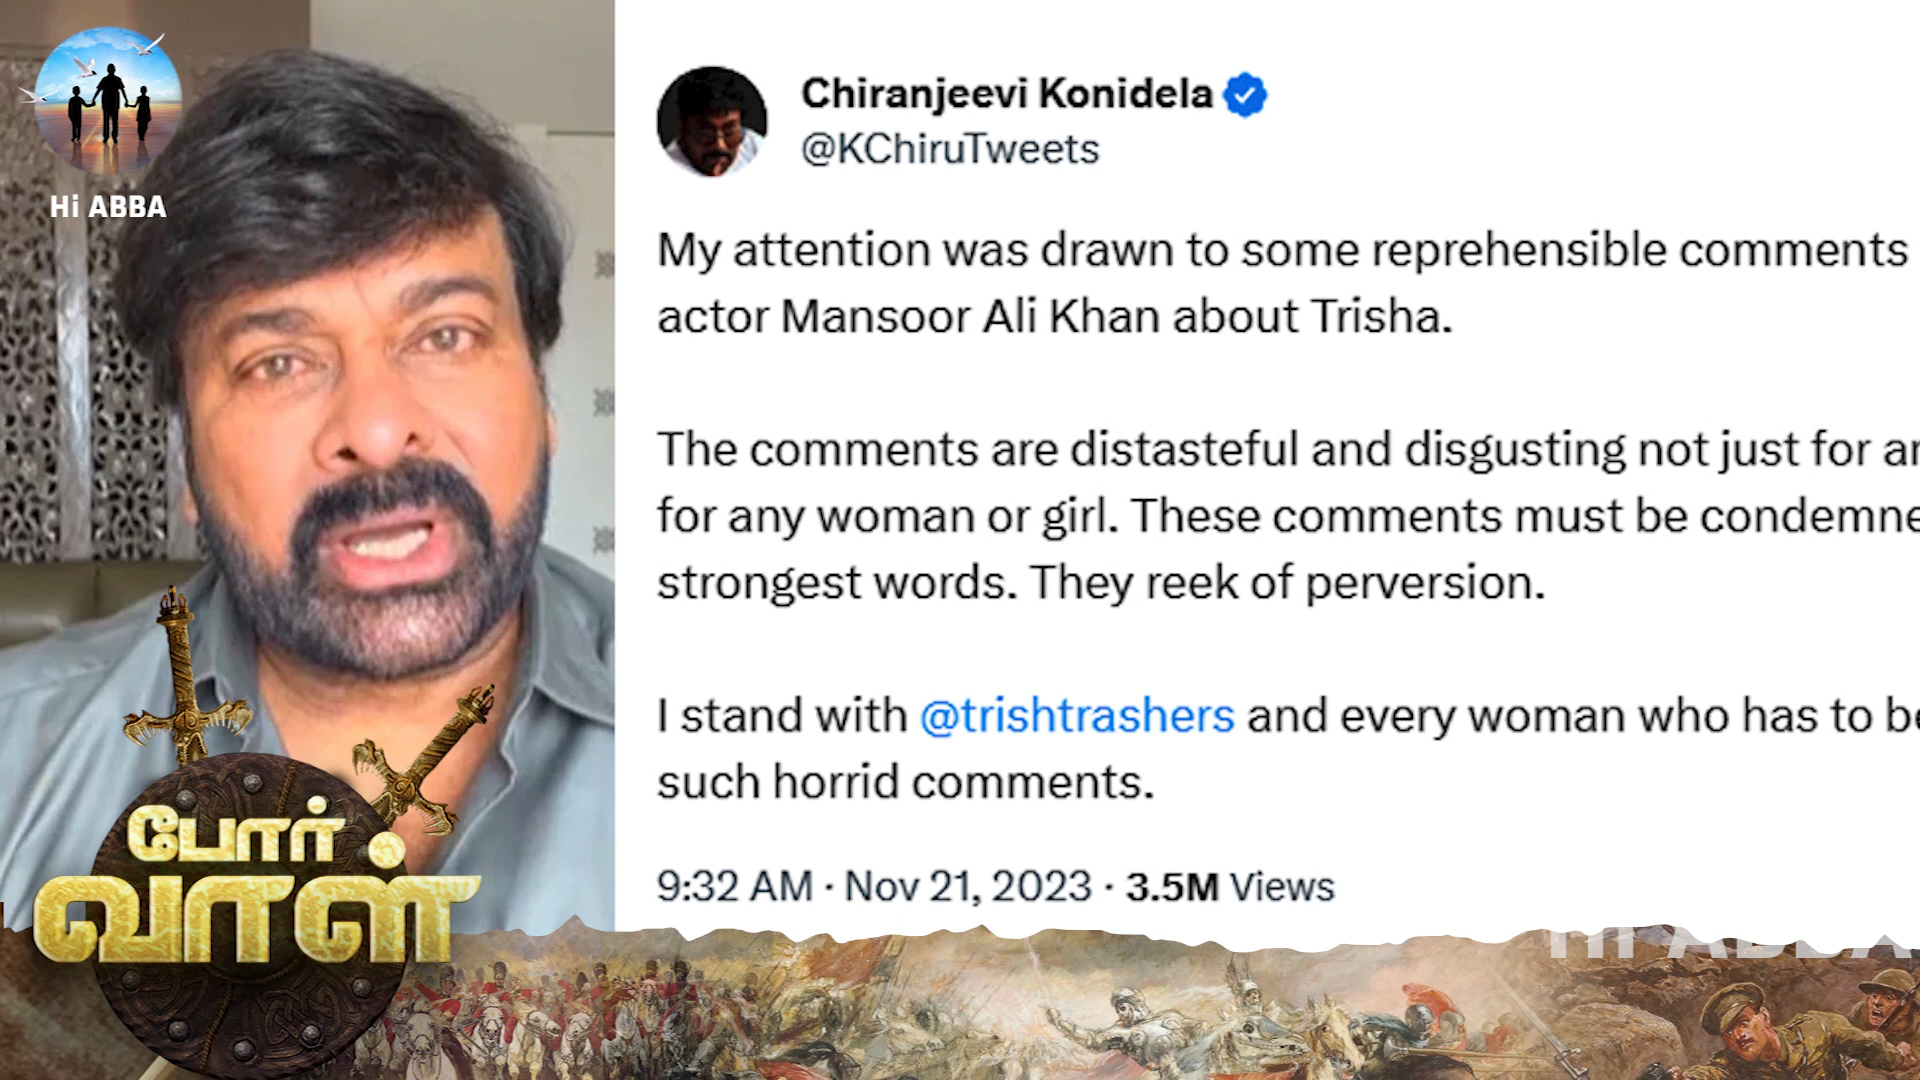 Hi ABBA
Chiranjeevi Konidela
@KChiruTweets
My attention was drawn to some reprehensible comments
actor Mansoor Ali Khan about Trisha.
The comments are distasteful and disgusting not just for
for any woman or girl. These comments must be
strongest words. They reek of perversion.
I stand with @trishtrashers and every woman who has to
such horrid comments.
9:32 AM · Nov 21, 2023 · 3.5M Views
போர்
வாள்